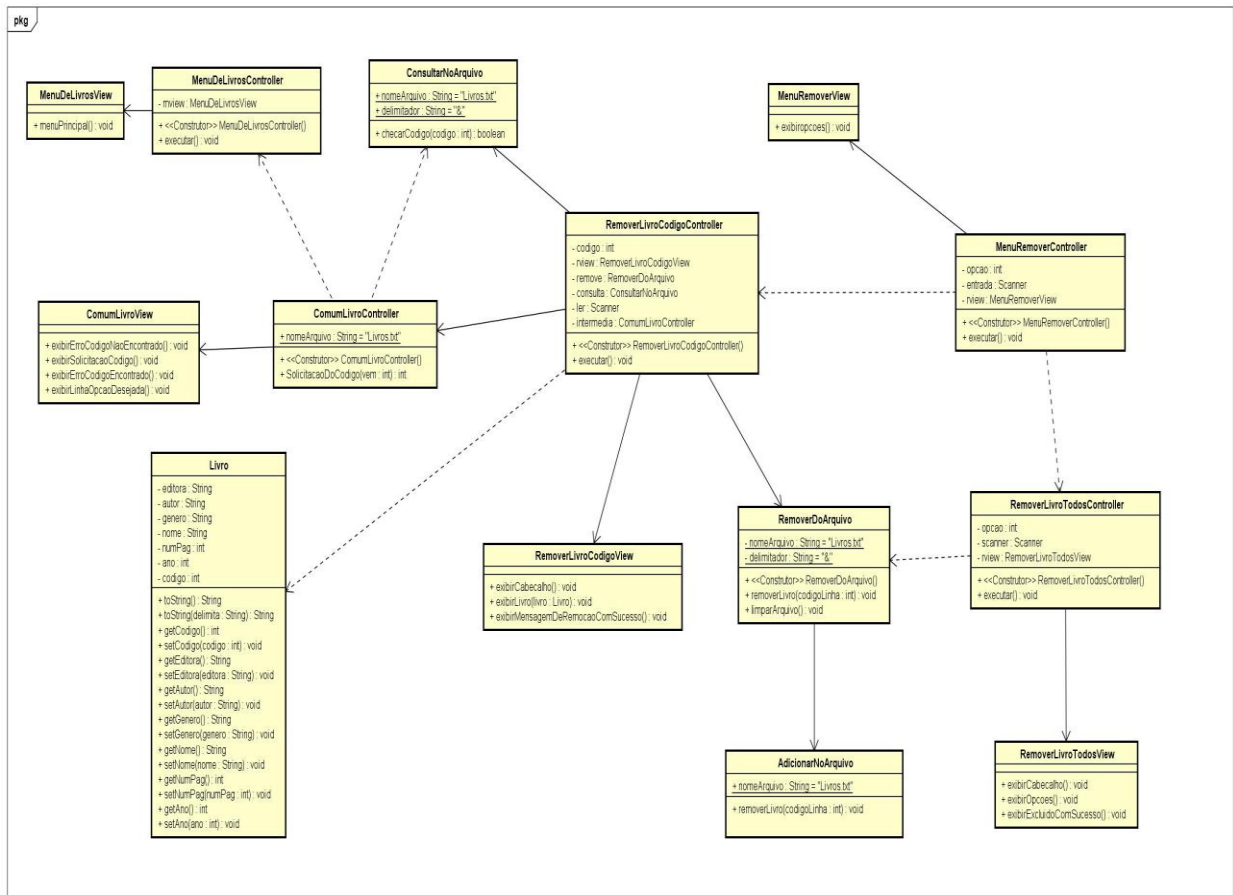 pkg
MenuDeLivrosView
+ menuPrincipal() : void
MenuDeLivrosController
- mview : MenuDeLivrosView
+ <<Construtor>> MenuDeLivrosController()
+ executar() : void
ConsultarNoArquivo
+ nomeArquivo : String = "Livros.txt"
+ delimitador : String = "&"
+ checarCodigo(codigo : int) : boolean
MenuRemoverView
+ exibiropcoes() : void
RemoverLivroCodigoController
- codigo : int
- rview : RemoverLivroCodigoView
- remove : RemoverDoArquivo
- consulta : ConsultarNoArquivo
- ler : Scanner
- intermedia : ComumLivroController
+ <<Construtor>> RemoverLivroCodigoController()
+ executar() : void
MenuRemoverController
- opcao : int
- entrada : Scanner
- rview : MenuRemoverView
+ <<Construtor>> MenuRemoverController()
+ executar() : void
ComumLivroView
+ exibirErroCodigoNaoEncontrado() : void
+ exibirSolicitacaoCodigo() : void
+ exibirErroCodigoEncontrado() : void
+ exibirLinhaOpcaoDesejada() : void
ComumLivroController
+ nomeArquivo : String = "Livros.txt"
+ <<Construtor>> ComumLivroController()
+ SolicitacaoDoCodigo(vem : int) : int
Livro
- editora : String
- autor : String
- genero : String
- nome : String
- numPag : int
- ano : int
- codigo : int
+ toString() : String
+ toString(delimita : String) : String
+ getCodigo() : int
+ setCodigo(codigo : int) : void
+ getEditora() : String
+ setEditora(editora : String) : void
+ getAutor() : String
+ setAutor(autor : String) : void
+ getGenero() : String
+ setGenero(genero : String) : void
+ getNome() : String
+ setNome(nome : String) : void
+ getNumPag() : int
+ setNumPag(numPag : int) : void
+ getAno() : int
+ setAno(ano : int) : void
RemoverLivroCodigoView
+ exibirCabecalho() : void
+ exibirLivro(livro : Livro) : void
+ exibirMensagemDeRemocaoComSucesso() : void
RemoverDoArquivo
- nomeArquivo : String = "Livros.txt"
- delimitador : String = "&"
+ <<Construtor>> RemoverDoArquivo()
+ removerLivro(codigoLinha : int) : void
+ limparArquivo() : void
RemoverLivroTodosController
- opcao : int
- scanner : Scanner
- rview : RemoverLivroTodosView
+ <<Construtor>> RemoverLivroTodosController()
+ executar() : void
AdicionarNoArquivo
+ nomeArquivo : String = "Livros.txt"
+ removerLivro(codigoLinha : int) : void
RemoverLivroTodosView
+ exibirCabecalho() : void
+ exibirOpcoes() : void
+ exibirExcluidoComSucesso() : void